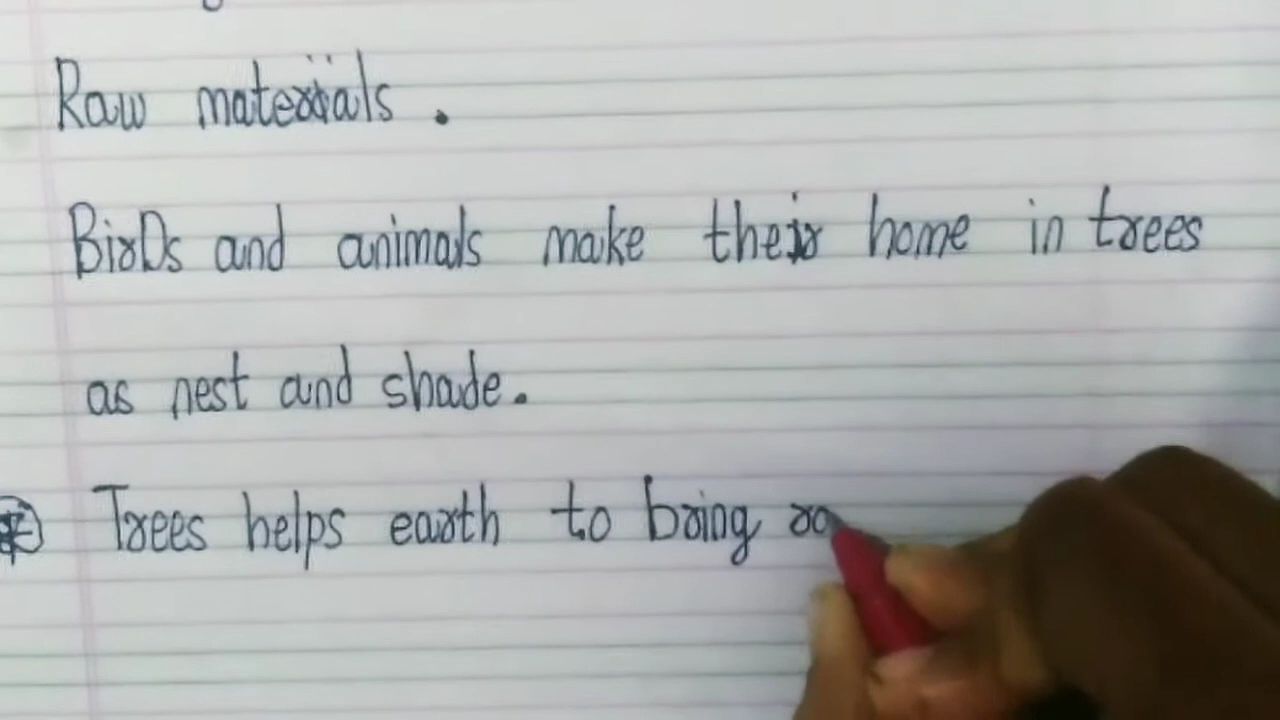 Raw materials.
Birds and animals make their home in trees
as nest and shade.
Trees helps earth to bring